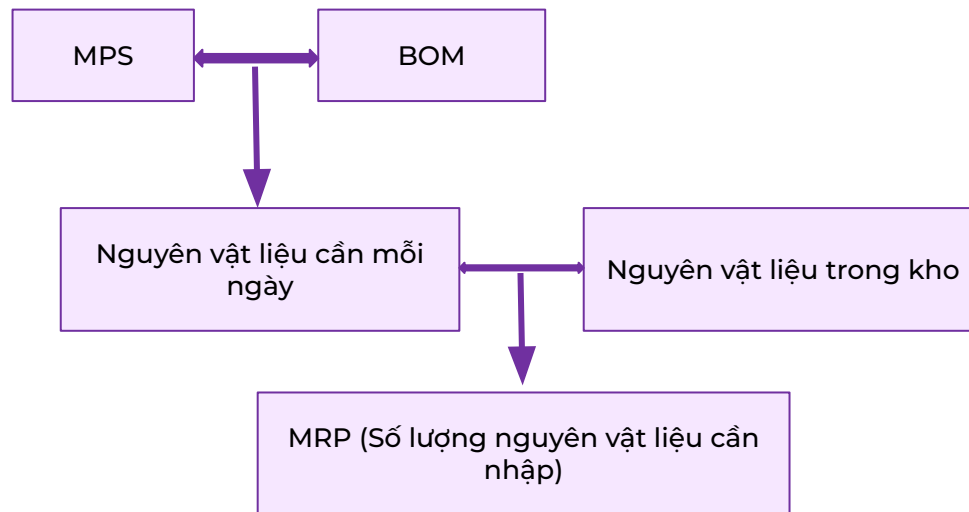 MPS
BOM
Nguyên vật liệu cần mỗi
ngày
Nguyên vật liệu trong kho
MRP (Số lượng nguyên vật liệu cần
nhập)